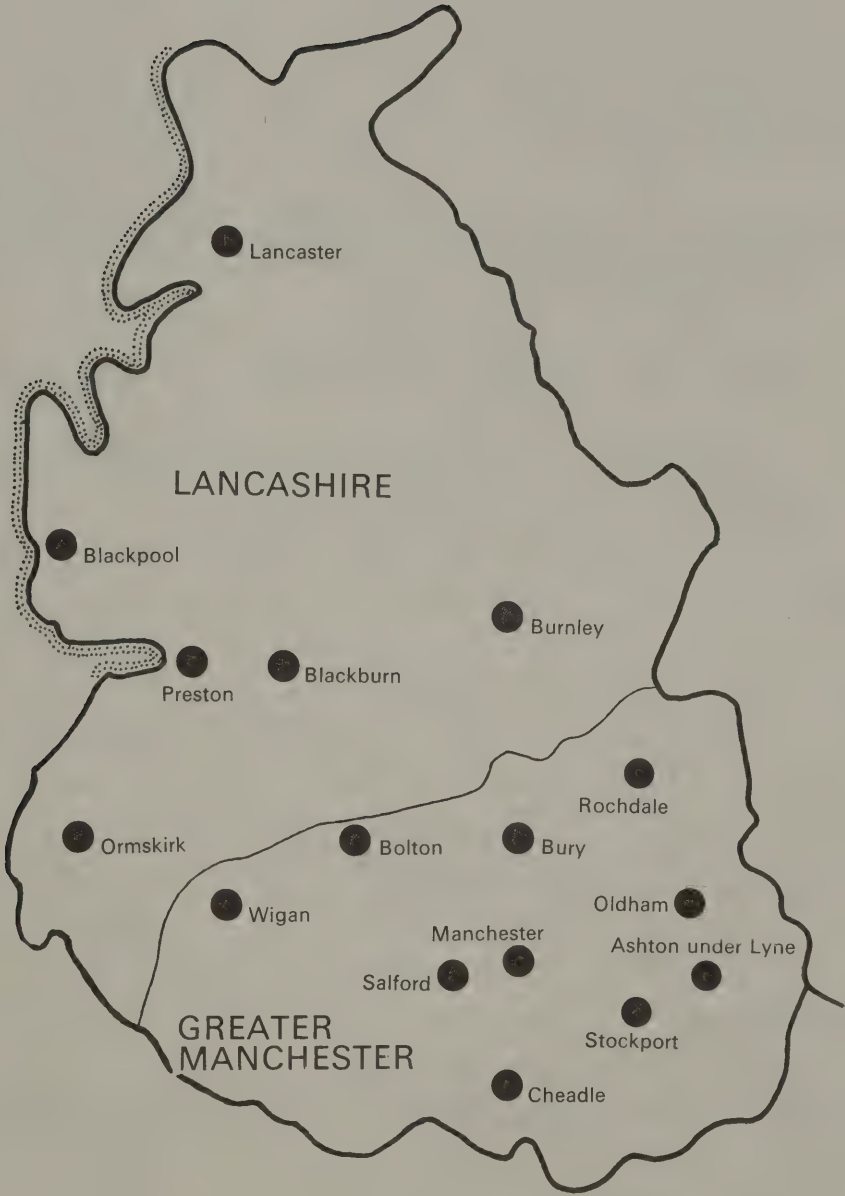 Lancaster
LANCASHIRE
Blackpool
Burnley
Blackburn
Preston
Rochdale
Ormskirk
Bolton
Bury
Wigan
Oldham
Manchester
Ashton under Lyne
Salford
GREATER
MANCHESTER
Stockport
Cheadle